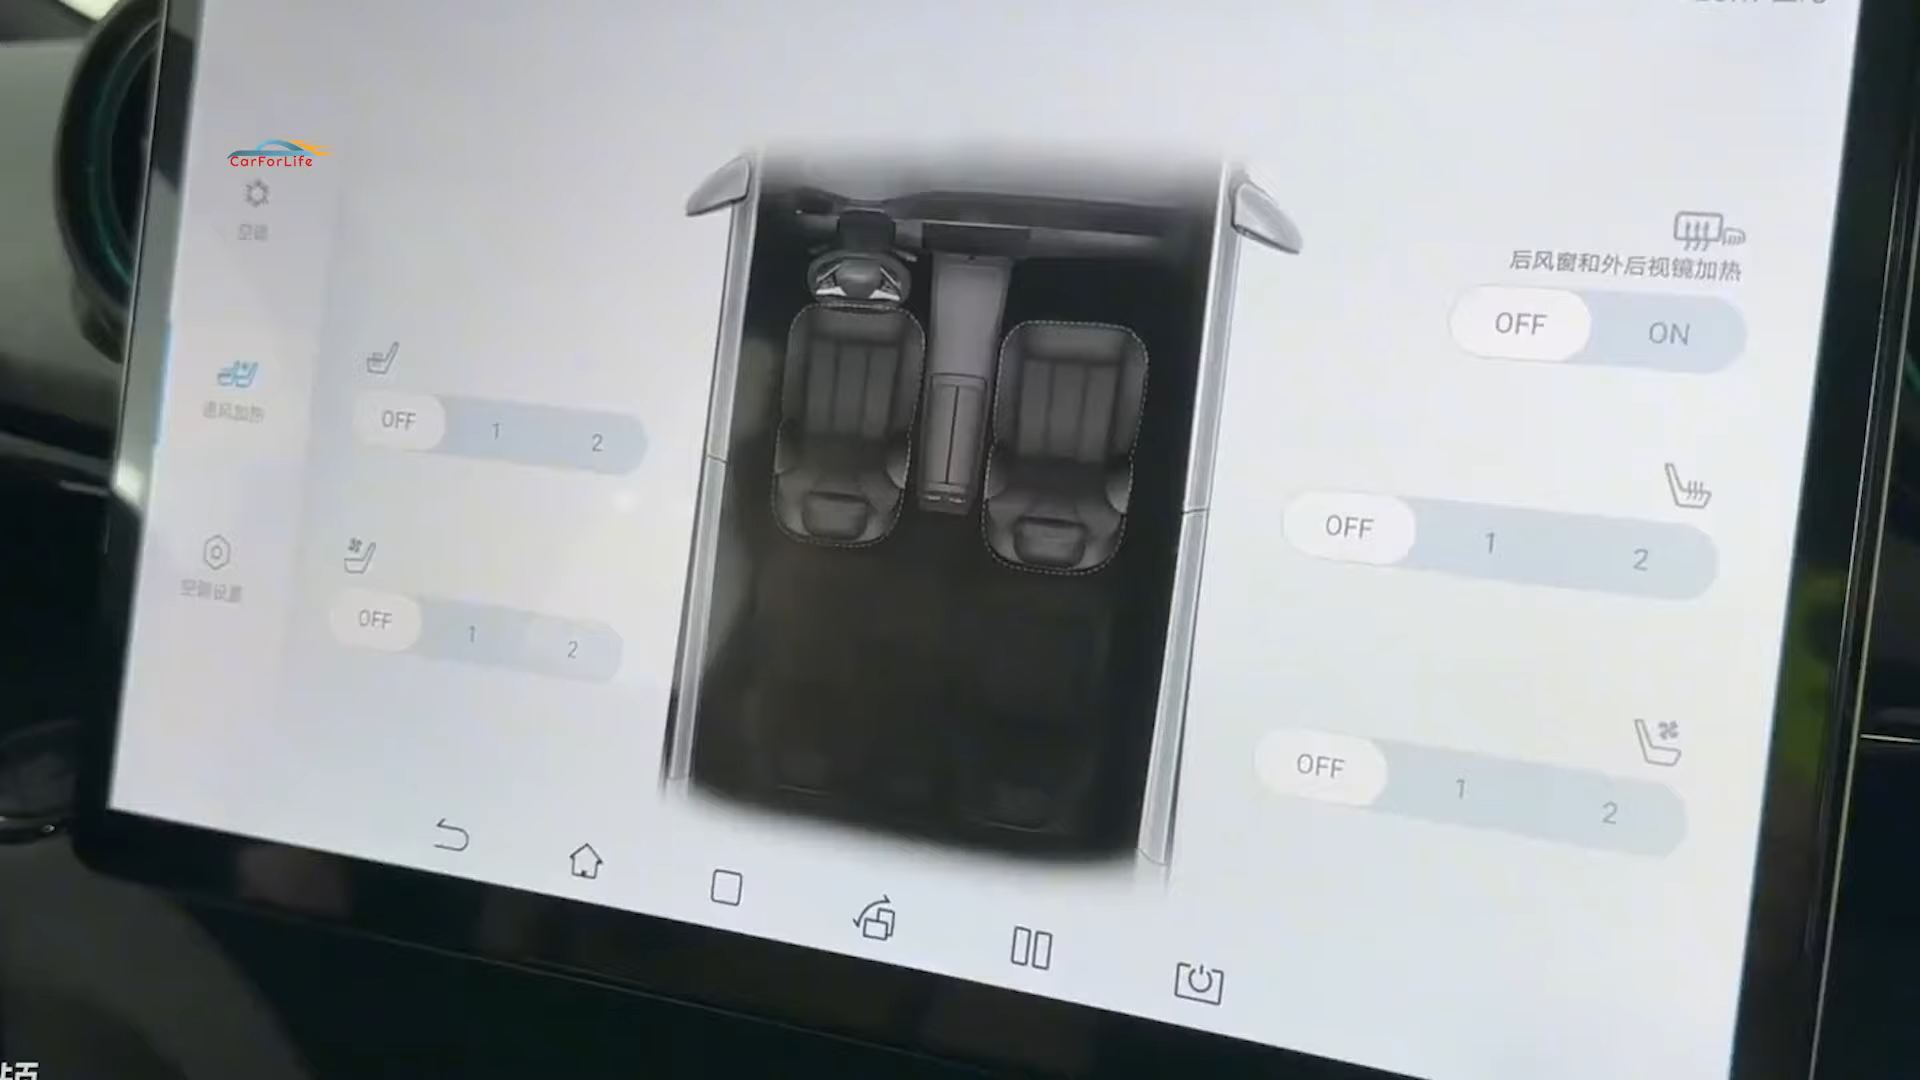 CarForLife
空调
通风加热
空调设置
OFF 1 2
OFF 1 2
后风窗和外后视镜加热
OFF ON
OFF 1 2
OFF 1 2